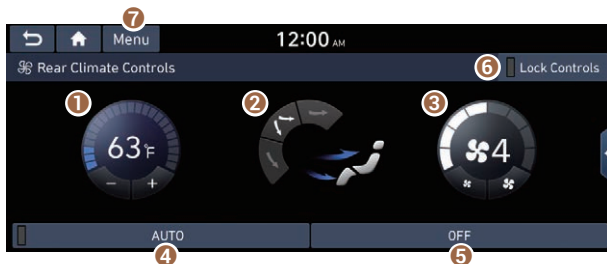 7
Menu
12:00 AM
Rear Climate Controls
6
Lock Controls
1
2
3
63°F
4
- +
AUTO
OFF
4
5